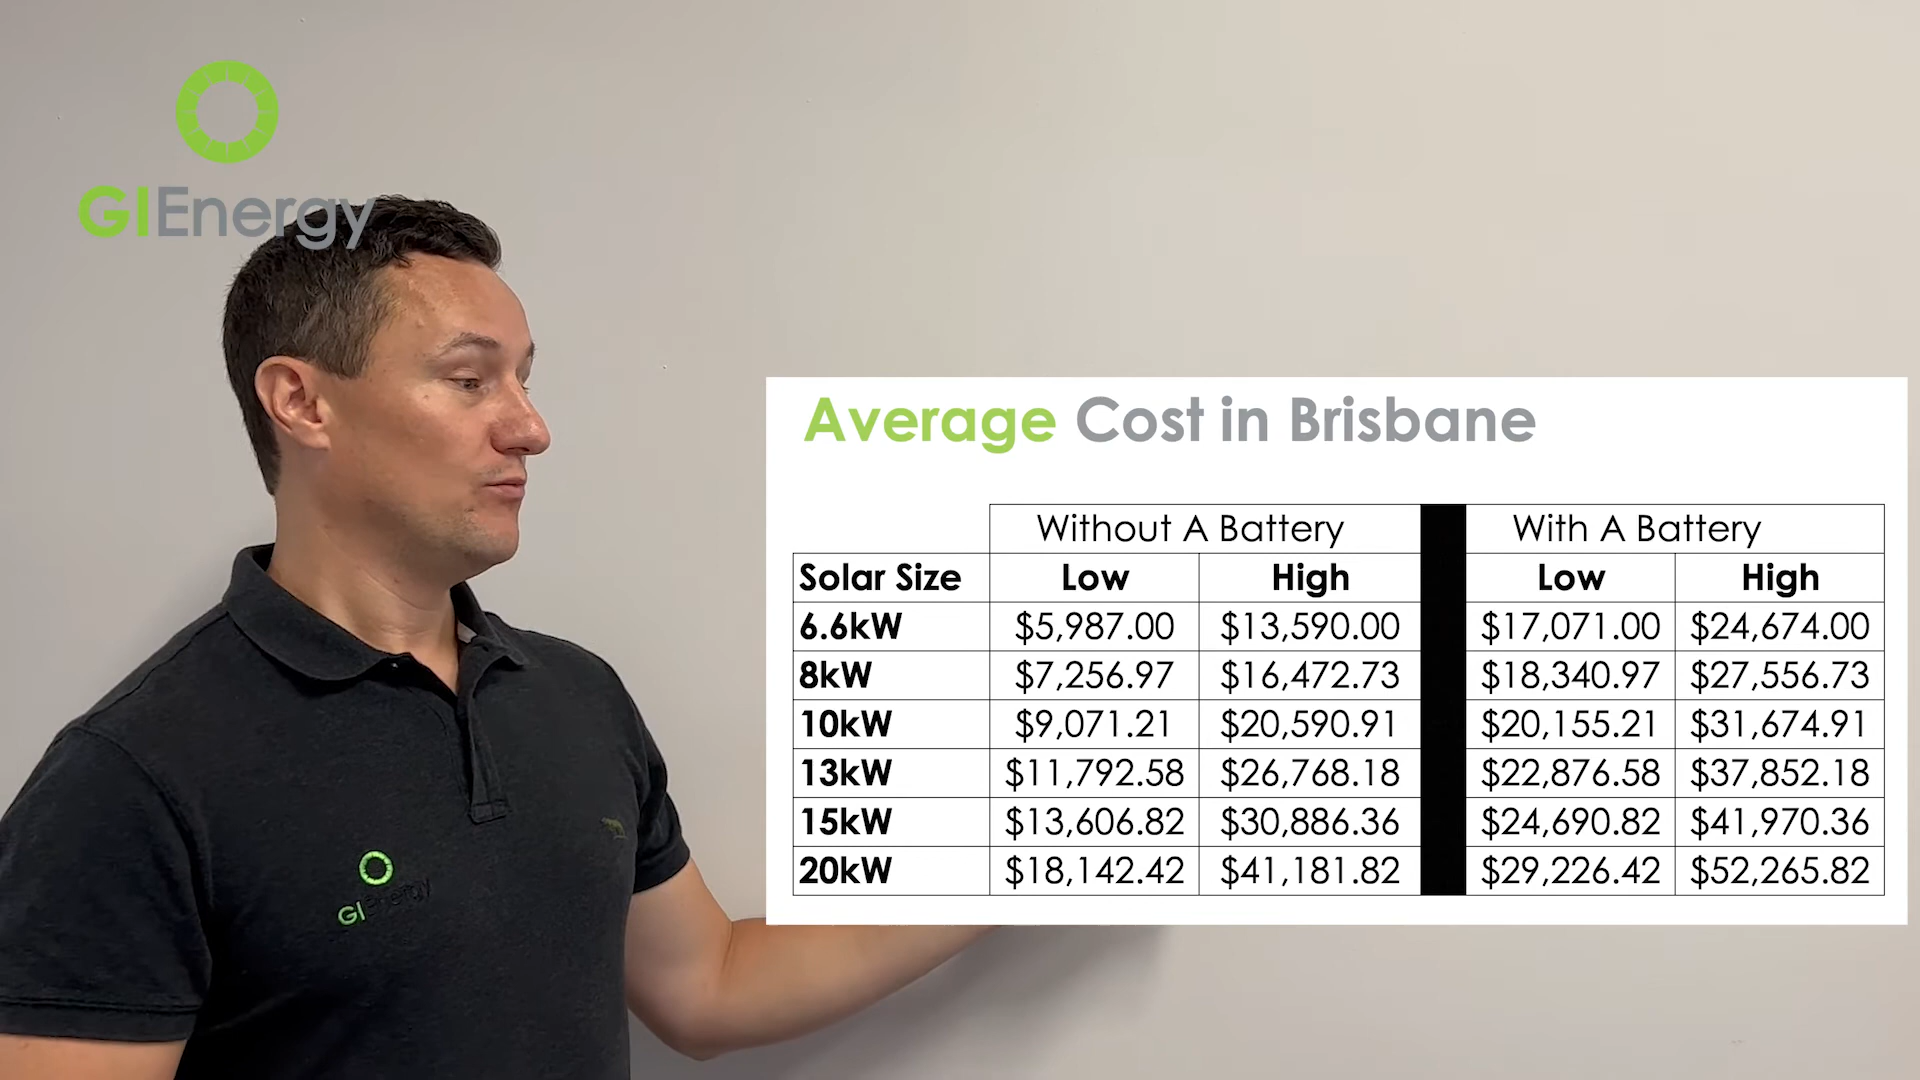 GIEnergy
Average Cost in Brisbane
Without A Battery With A Battery
Solar Size Low High Low High
6.6kW $5,987.00 $13,590.00 $17,071.00 $24,674.00
8kW $7,256.97 $16,472.73 $18,340.97 $27,556.73
10kW $9,071.21 $20,590.91 $20,155.21 $31,674.91
13kW $11,792.58 $26,768.18 $22,876.58 $37,852.18
15kW $13,606.82 $30,886.36 $24,690.82 $41,970.36
20kW $18,142.42 $41,181.82 $29,226.42 $52,265.82
GIEnergy